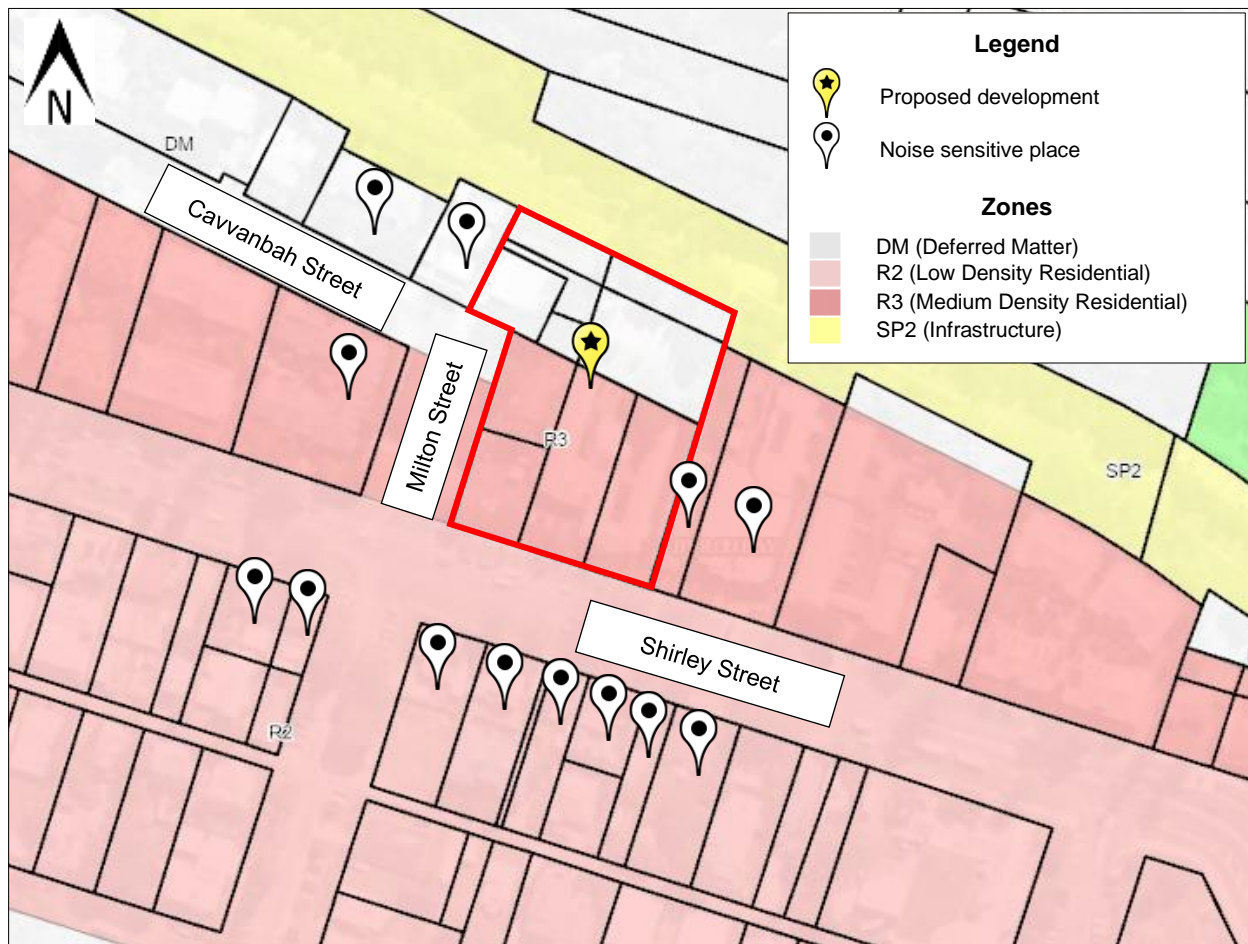 N
Legend
Proposed development
Noise sensitive place
Zones
DM (Deferred Matter)
R2 (Low Density Residential)
R3 (Medium Density Residential)
SP2 (Infrastructure)
DM
Cavvanbah Street
Milton Street
R3
SP2
Shirley Street
R2